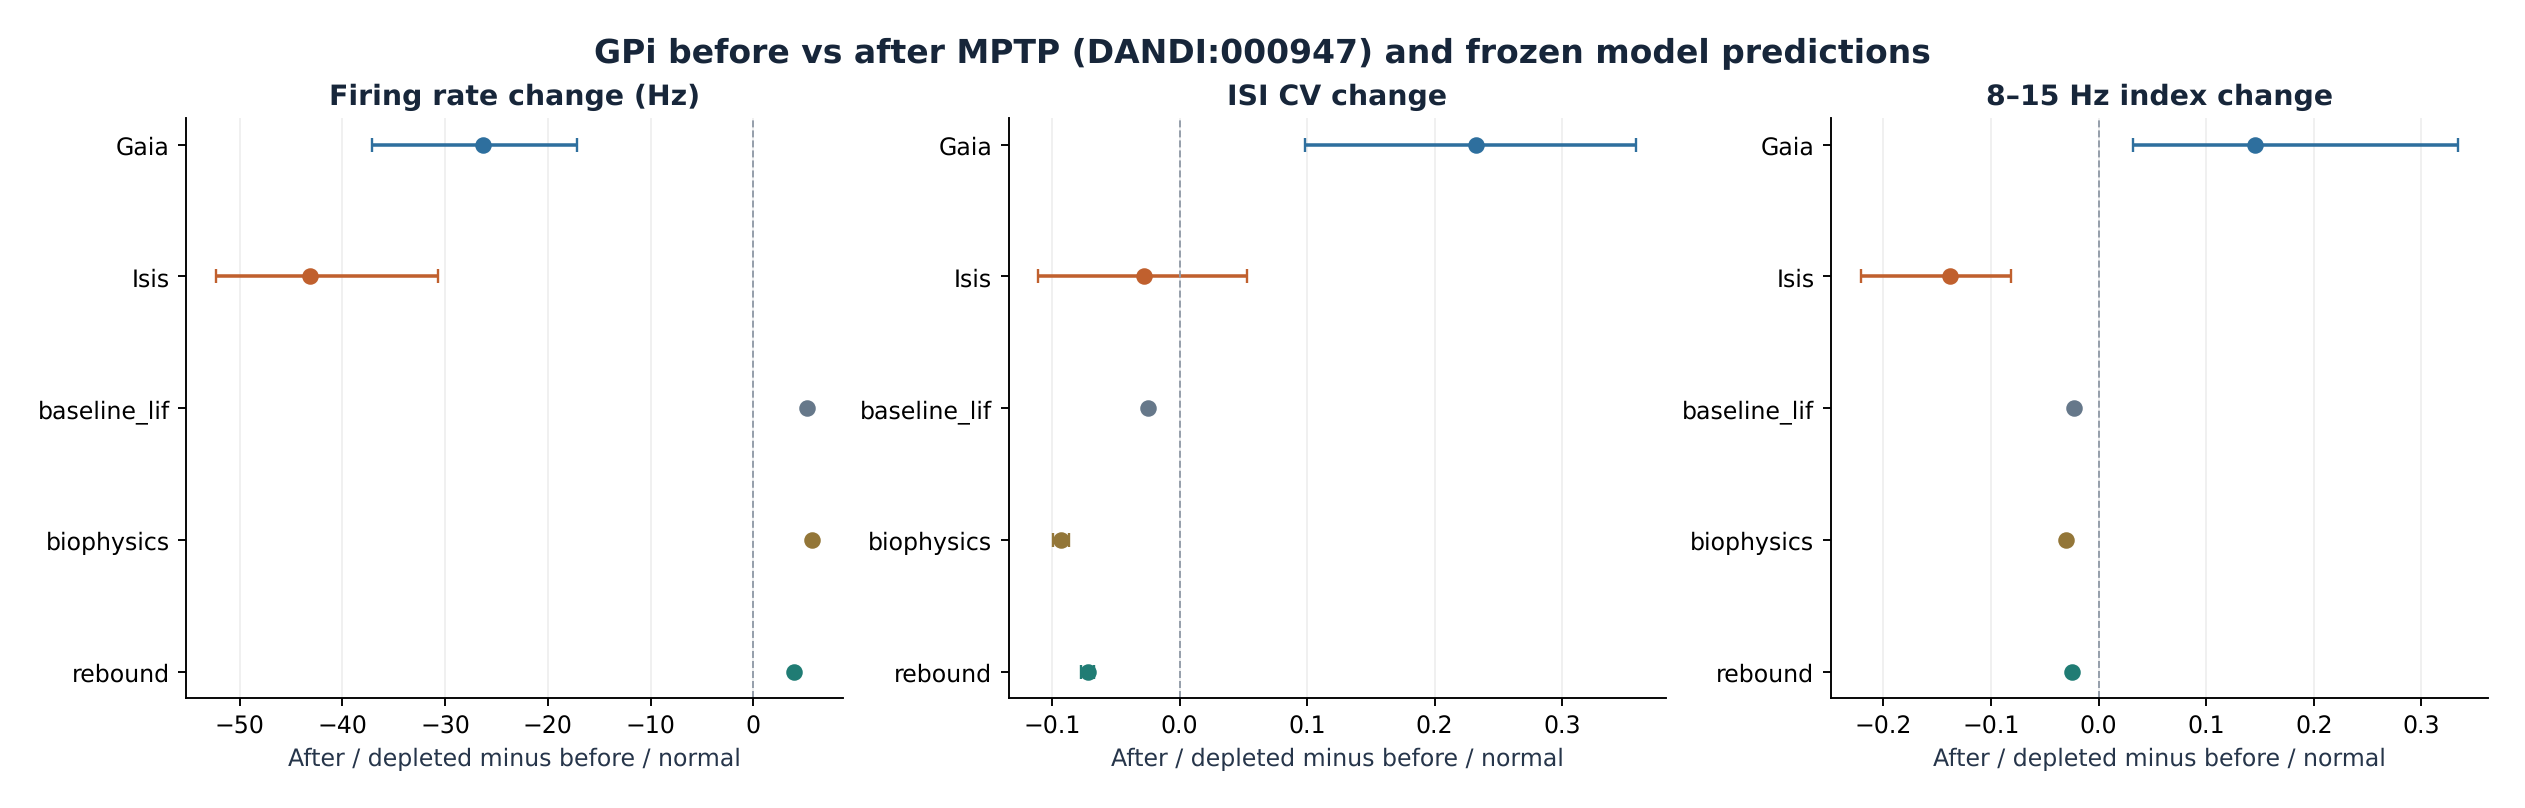 GPi before vs after MPTP (DANDI:000947) and frozen model predictions
Firing rate change (Hz)
Gaia
Isis
baseline_lif
biophysics
rebound
−50 −40 −30 −20 −10 0
After / depleted minus before / normal
ISI CV change
Gaia
Isis
baseline_lif
biophysics
rebound
−0.1 0.0 0.1 0.2 0.3
After / depleted minus before / normal
8–15 Hz index change
Gaia
Isis
baseline_lif
biophysics
rebound
−0.2 −0.1 0.0 0.1 0.2 0.3
After / depleted minus before / normal